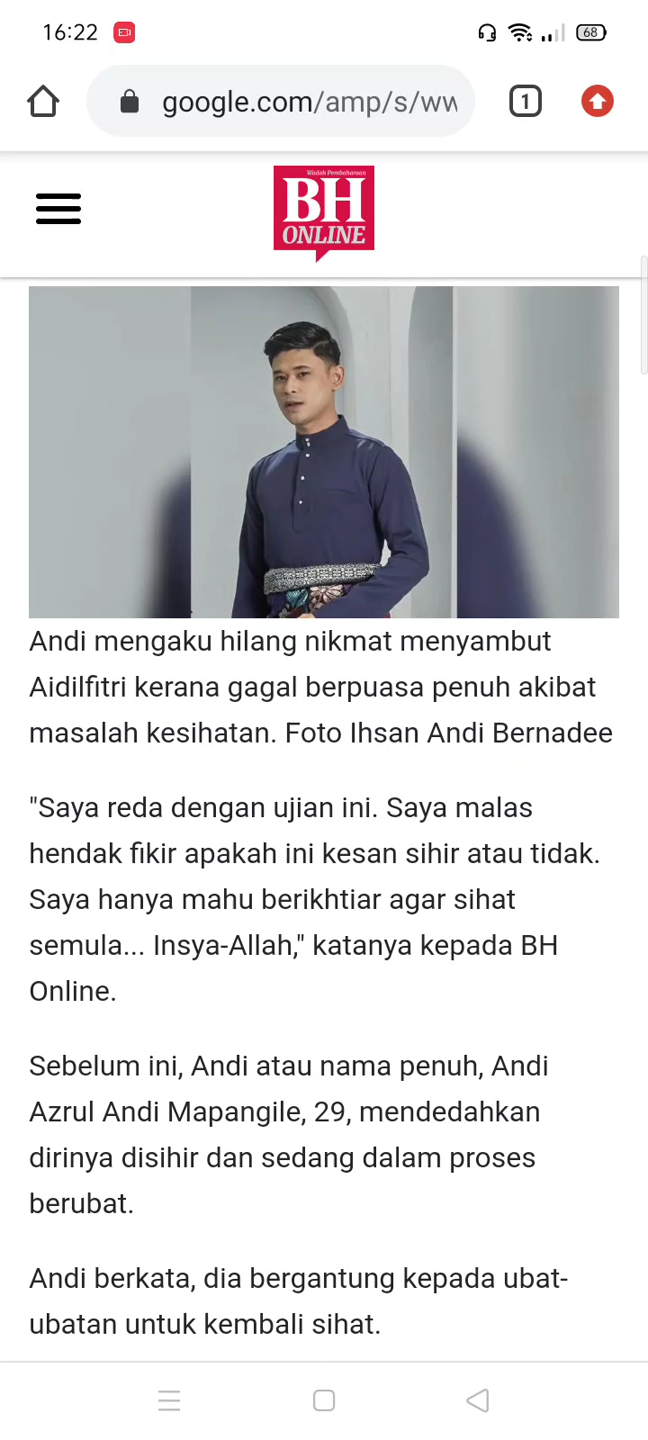 16:22
68
google.com/amp/s/ww
1
Wadah Pembaharuan
BH
ONLINE
Andi mengaku hilang nikmat menyambut
Aidilfitri kerana gagal berpuasa penuh akibat
masalah kesihatan. Foto Ihsan Andi Bernadee
"Saya reda dengan ujian ini. Saya malas
hendak fikir apakah ini kesan sihir atau tidak.
Saya hanya mahu berikhtiar agar sihat
semula... Insya-Allah," katanya kepada BH
Online.
Sebelum ini, Andi atau nama penuh, Andi
Azrul Andi Mapangile, 29, mendedahkan
dirinya disihir dan sedang dalam proses
berubat.
Andi berkata, dia bergantung kepada ubat-
ubatan untuk kembali sihat.